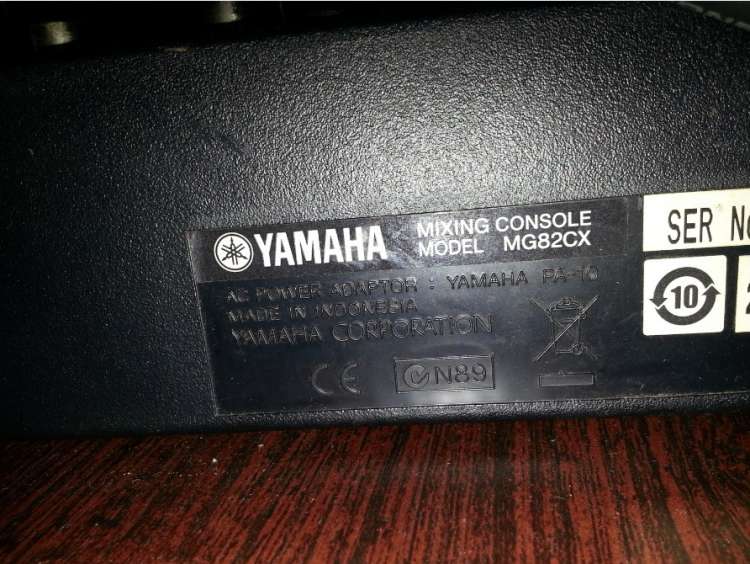 YAMAHA
MIXING CONSOLE
MODEL MG82CX
AC POWER ADAPTOR : YAMAHA PA-10
MADE IN INDONESIA
YAMAHA CORPORATION
CE
N89
SER No
10